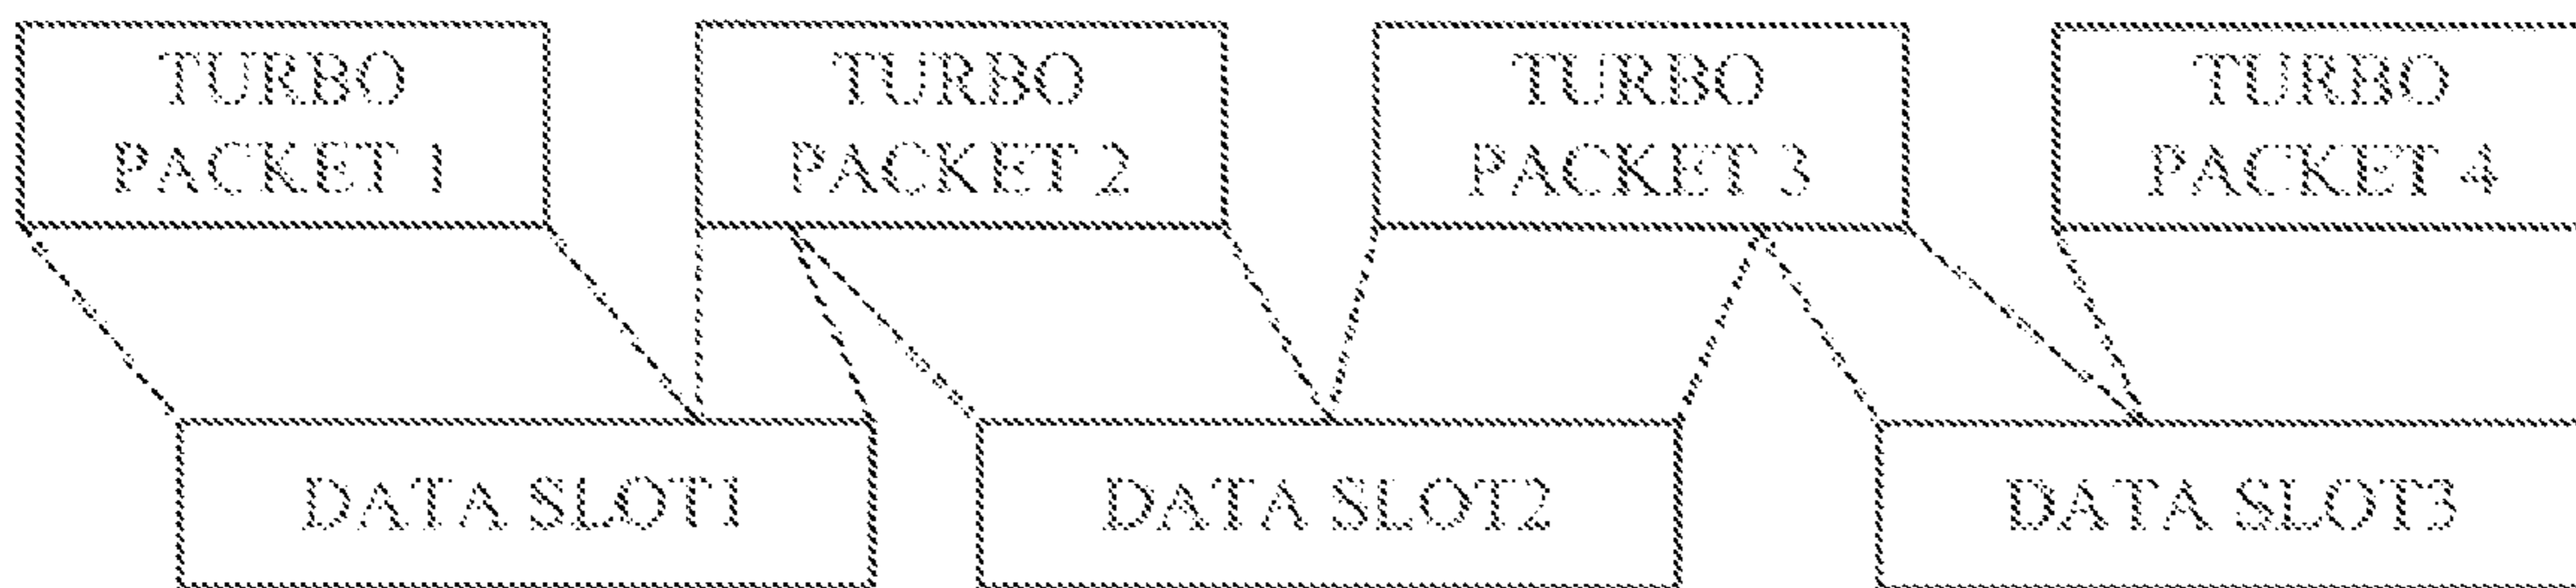 TURBO
PACKET 1
TURBO
PACKET 2
TURBO
PACKET 3
TURBO
PACKET 4
DATA SLOT1
DATA SLOT2
DATA SLOT3